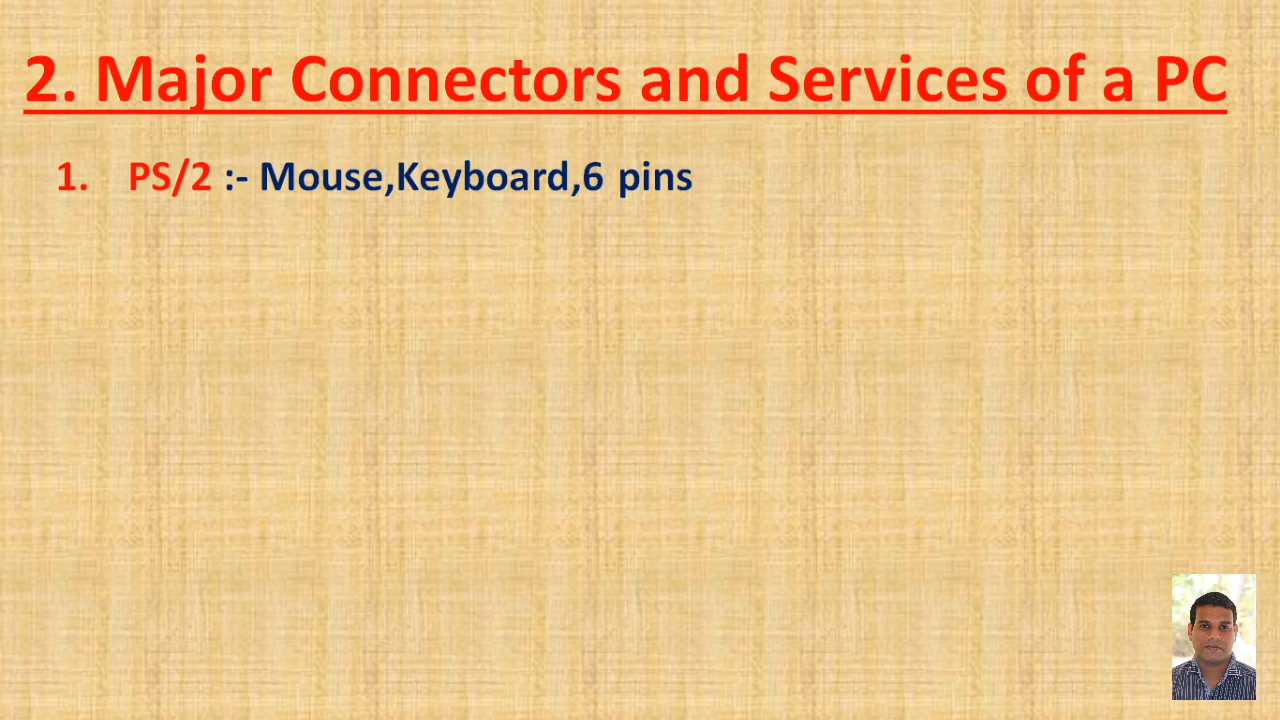 2. Major Connectors and Services of a PC
1. PS/2 :- Mouse,Keyboard,6 pins